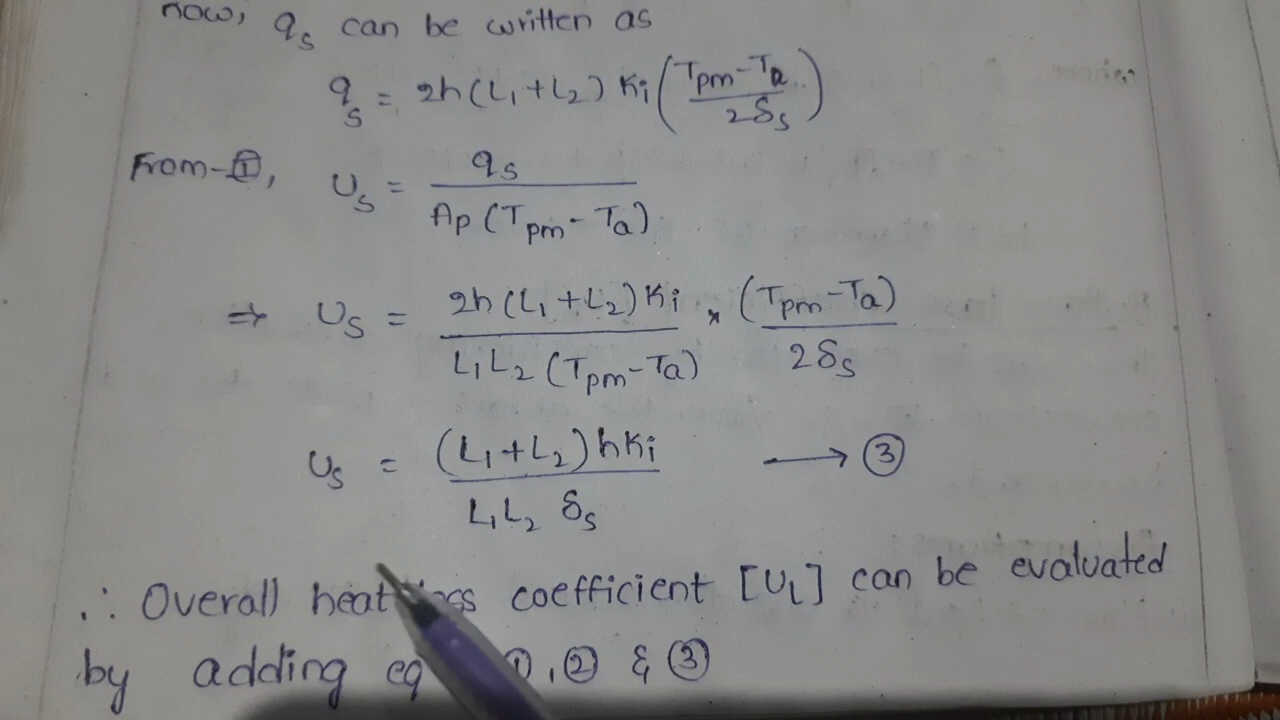 now, qs can be written as
qs = 2h(L1+L2) Ki (Tpm-Ta / 2δs)
From-①, Us = qs / Ap(Tpm-Ta)
⇒ Us = 2h(L1+L2)Ki / L1L2(Tpm-Ta) * (Tpm-Ta) / 2δs
Us = (L1+L2)hKi / L1L2 δs → ③
∴ Overall heat coefficient [UL] can be evaluated
by adding eq ①, ② & ③